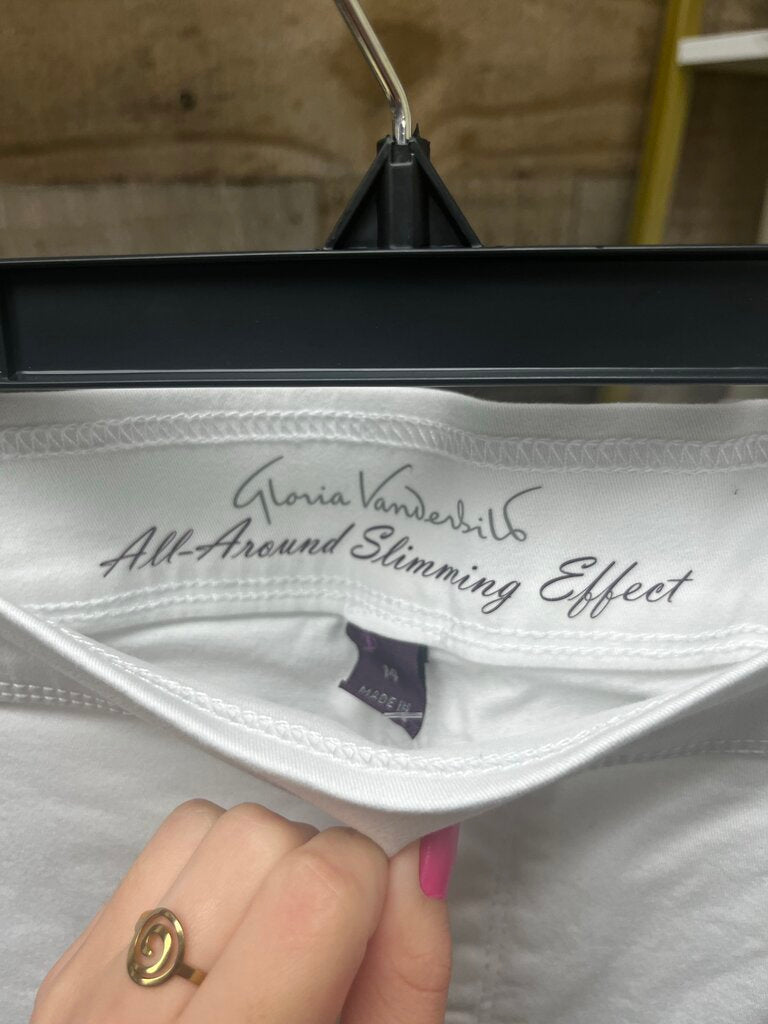 Gloria Vanderbilt
All-Around Slimming Effect
14
MADE IN